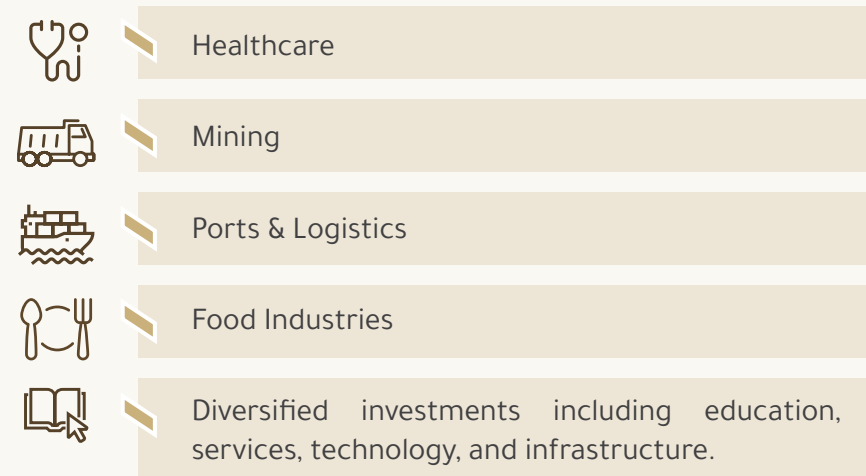 Healthcare
Mining
Ports & Logistics
Food Industries
Diversified investments including education,
services, technology, and infrastructure.